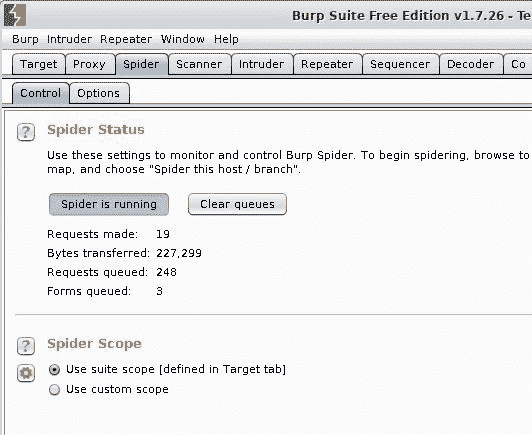 Burp Suite Free Edition v1.7.26 - Te
Burp Intruder Repeater Window Help
Target Proxy Spider Scanner Intruder Repeater Sequencer Decoder Co
Control Options
? Spider Status
Use these settings to monitor and control Burp Spider. To begin spidering, browse to
map, and choose "Spider this host / branch".
Spider is running Clear queues
Requests made: 19
Bytes transferred: 227,299
Requests queued: 248
Forms queued: 3
? Spider Scope
Use suite scope [defined in Target tab]
Use custom scope